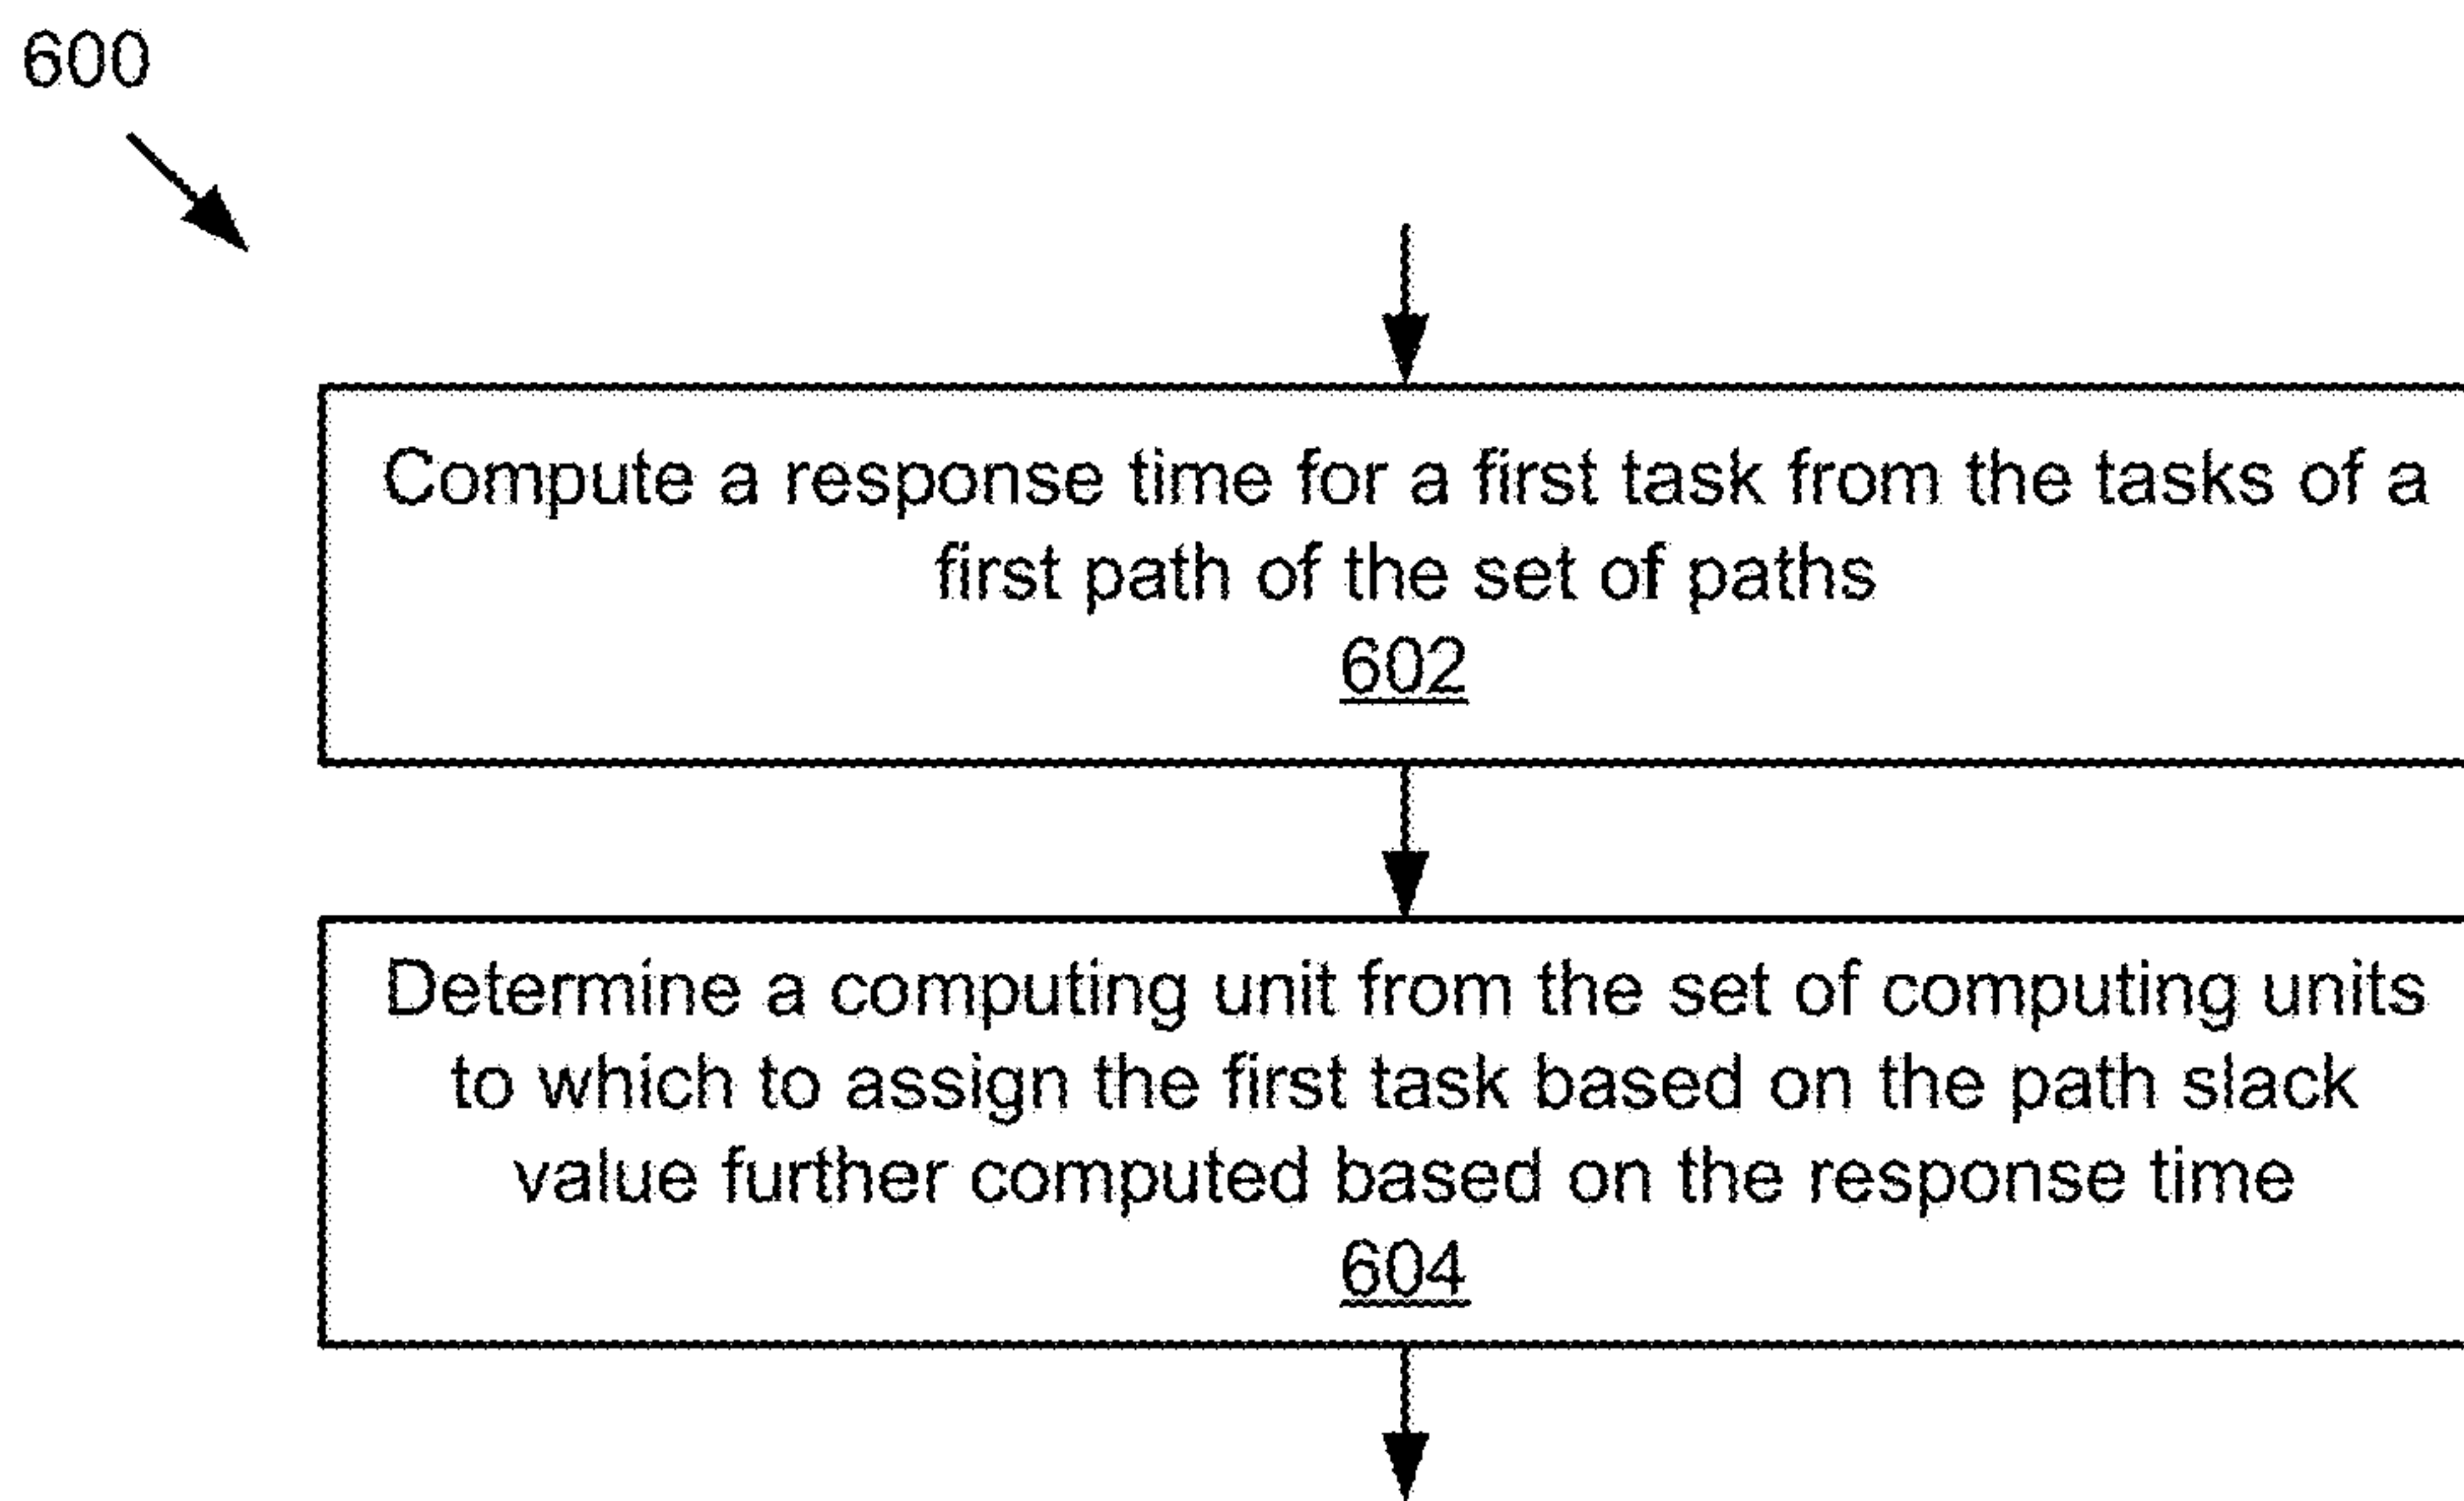 600
Compute a response time for a first task from the tasks of a
first path of the set of paths
602
Determine a computing unit from the set of computing units
to which to assign the first task based on the path slack
value further computed based on the response time
604